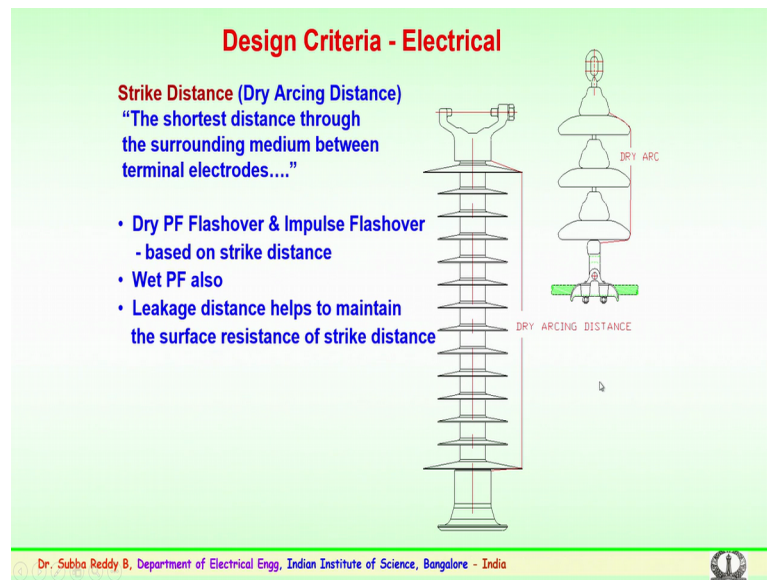 Design Criteria - Electrical
Strike Distance (Dry Arcing Distance)
“The shortest distance through
the surrounding medium between
terminal electrodes....”
• Dry PF Flashover & Impulse Flashover
- based on strike distance
• Wet PF also
• Leakage distance helps to maintain
the surface resistance of strike distance
DRY ARC
DRY ARCING DISTANCE
Dr. Subba Reddy B, Department of Electrical Engg, Indian Institute of Science, Bangalore - India